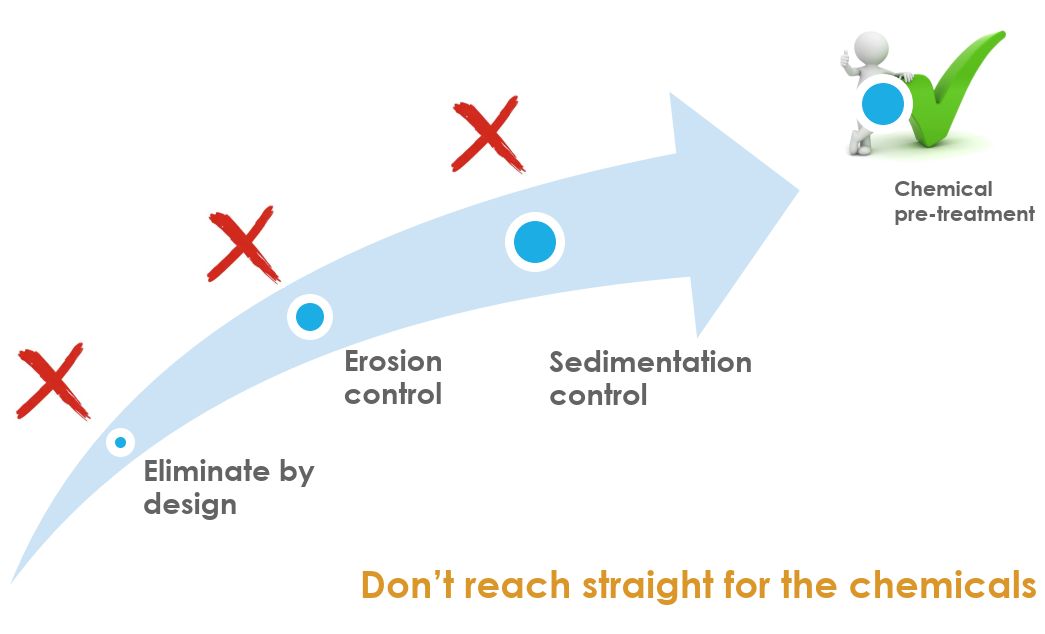 Chemical
pre-treatment
Erosion
control
Sedimentation
control
Eliminate by
design
Don’t reach straight for the chemicals